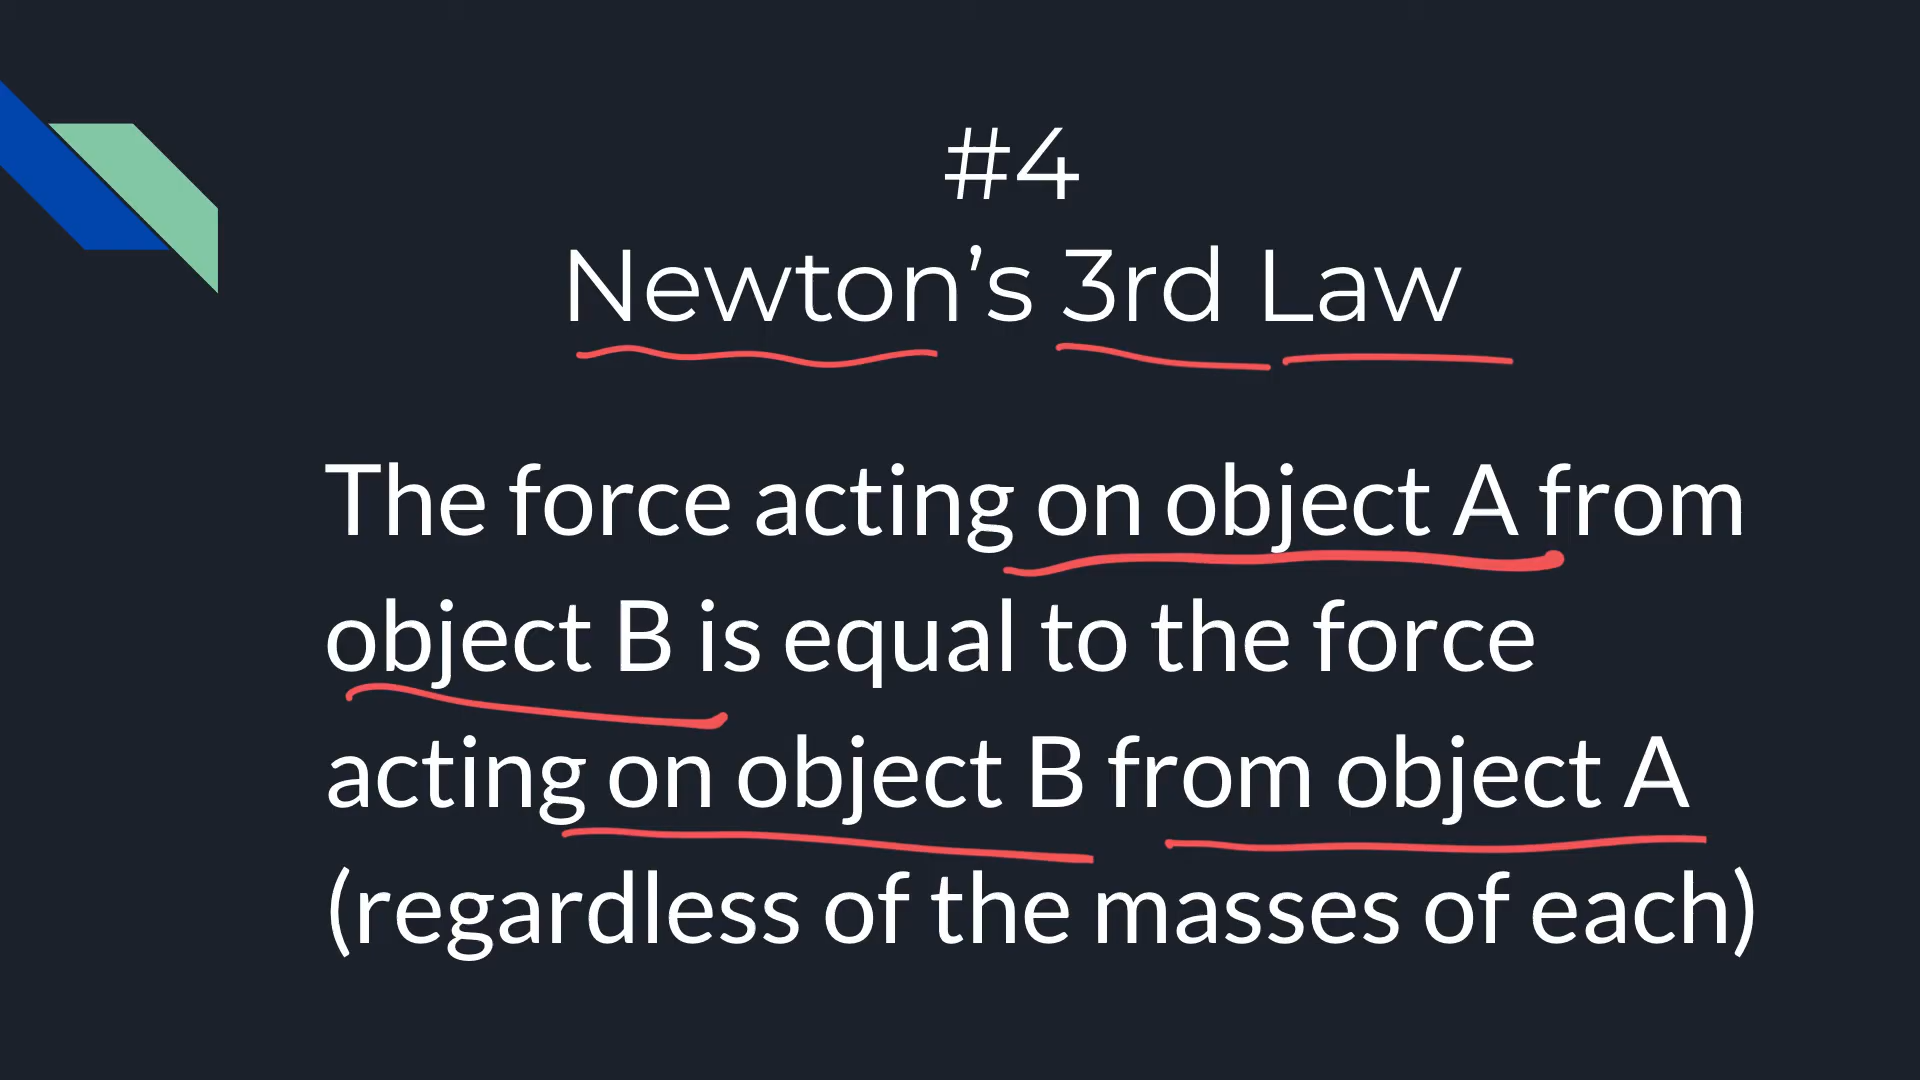 #4
Newton’s 3rd Law
The force acting on object A from
object B is equal to the force
acting on object B from object A
(regardless of the masses of each)